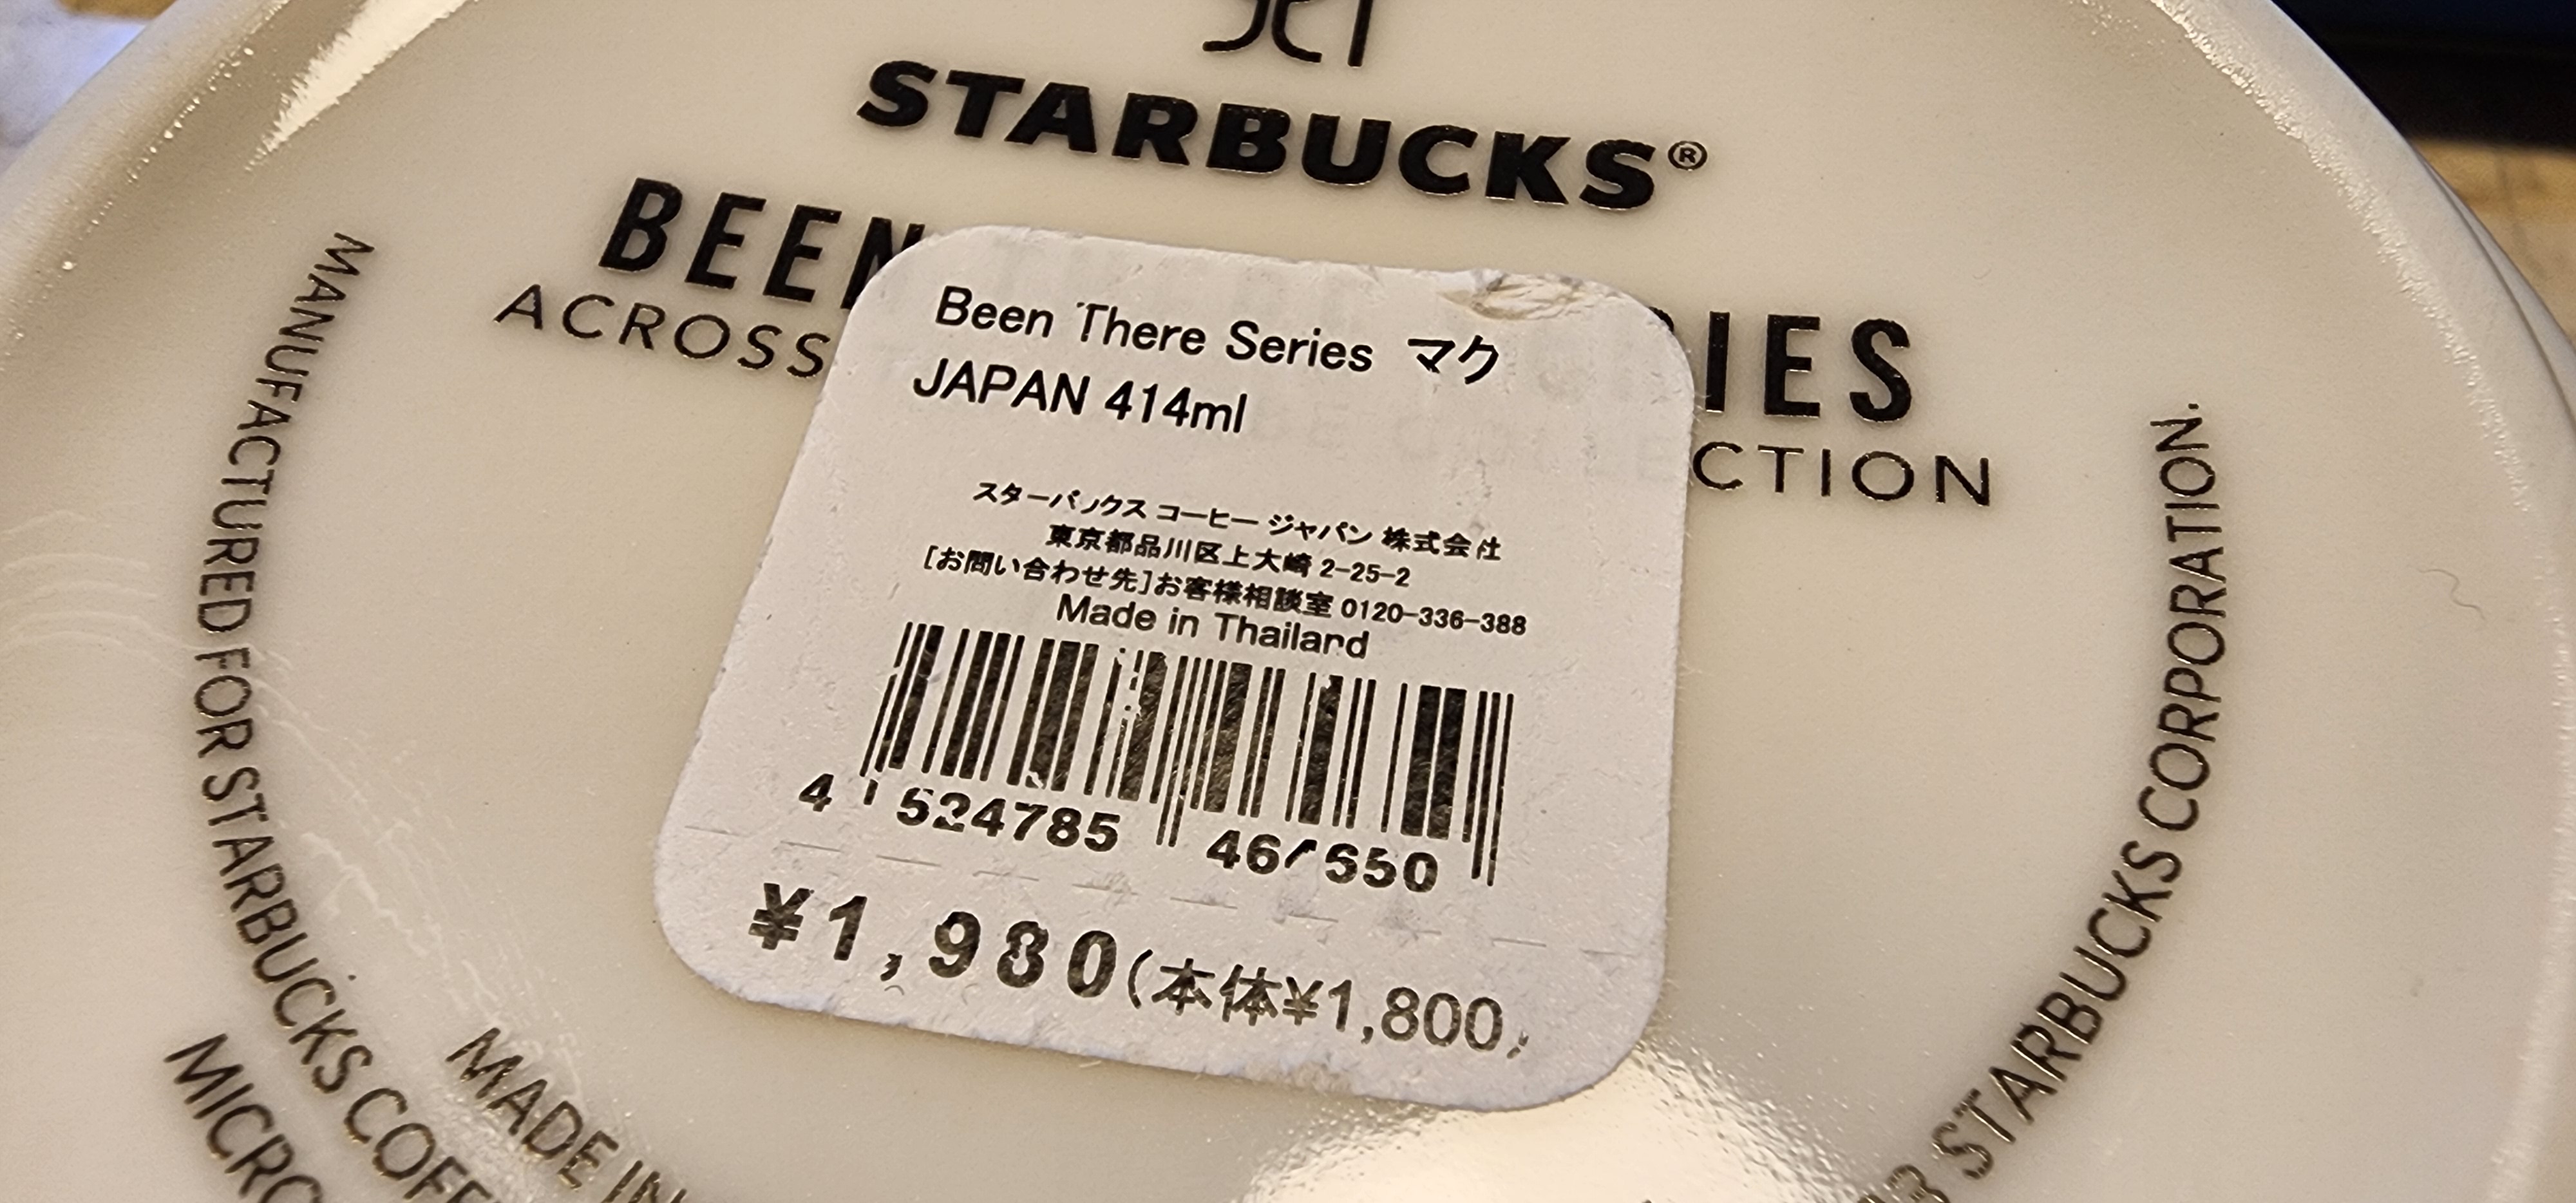 STARBUCKS®
BEEN
ACROSS
IES
CTION
Been There Series マク
JAPAN 414ml
スターバックス コーヒー ジャパン 株式会社
東京都品川区上大崎 2-25-2
[お問い合わせ先]お客様相談室 0120-336-388
Made in Thailand
4 524785
¥1,980(本体¥1,800
MANUFACTURED FOR STARBUCKS COFFE
MADE IN
MICRO
STARBUCKS CORPORATION.